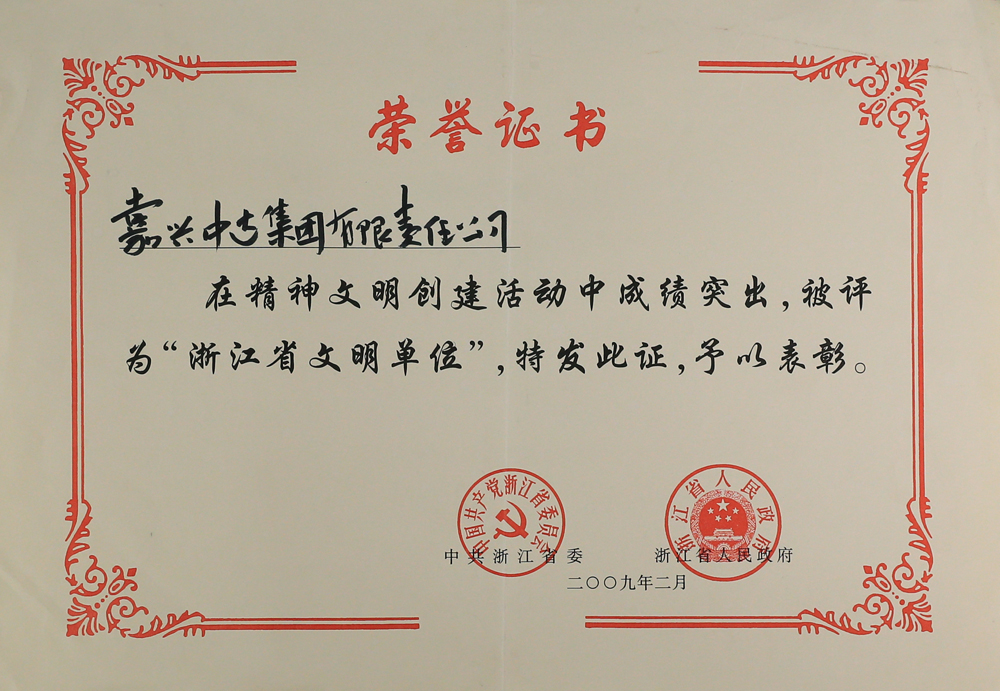 荣誉证书
嘉兴中达集团有限责任公司
在精神文明创建活动中成绩突出，被评
为“浙江省文明单位”，特发此证，予以表彰。
中国共产党浙江省委员会
浙江省人民政府
中共浙江省委 浙江省人民政府
二〇〇九年二月